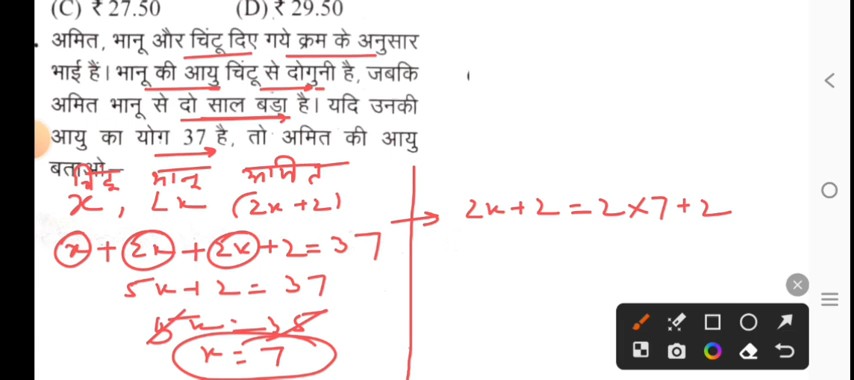 (C) ₹ 27.50 (D) ₹ 29.50
अमित, भानू और चिंटू दिए गये क्रम के अनुसार
भाई हैं। भानू की आयु चिंटू से दोगुनी है, जबकि
अमित भानू से दो साल बड़ा है। यदि उनकी
आयु का योग 37 है, तो अमित की आयु
बताओ
चिंटू भानू अमित
x, 2x (2x+2)
x + 2x + 2x + 2 = 37
5x + 2 = 37
5x = 35
x = 7
2x + 2 = 2 × 7 + 2